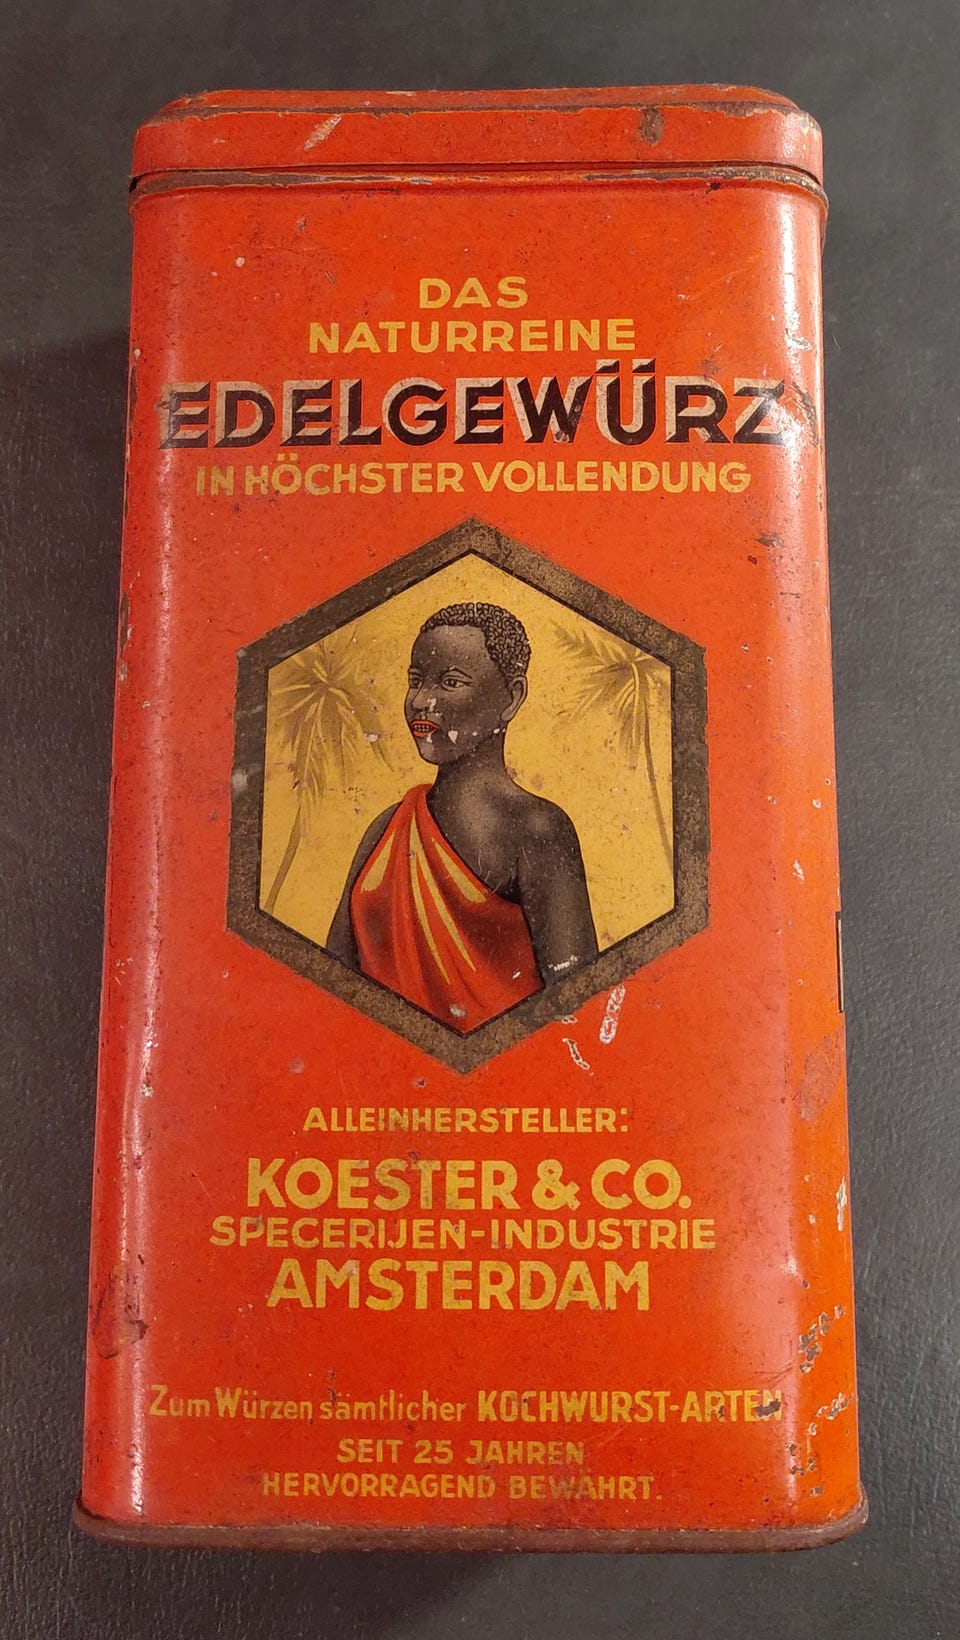 DAS
NATURREINE
EDELGEWÜRZ
IN HÖCHSTER VOLLENDUNG
ALLEINHERSTELLER:
KOESTER & CO.
SPECERIJEN-INDUSTRIE
AMSTERDAM
Zum Würzen sämtlicher KOCHWURST-ARTEN
SEIT 25 JAHREN
HERVORRAGEND BEWÄHRT.